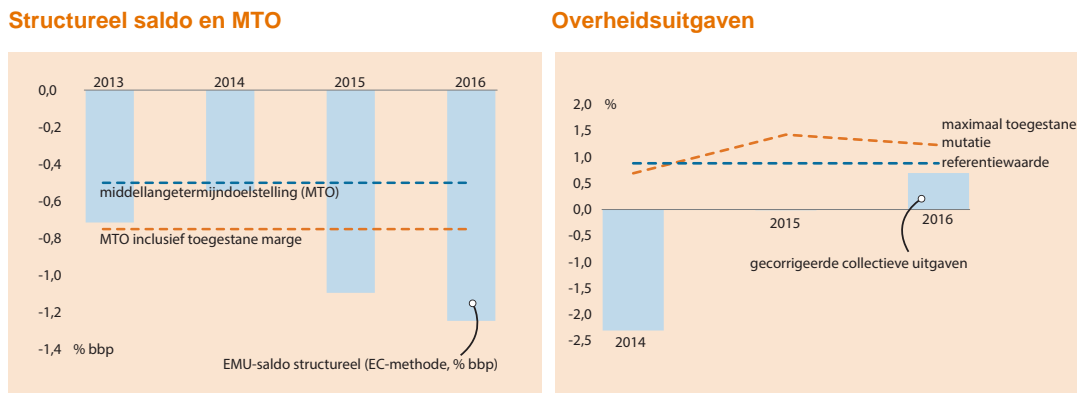 Structureel saldo en MTO
2013 2014 2015 2016
0,0
-0,2
-0,4
-0,6
-0,8
-1,0
-1,2
-1,4 % bbp
middellangetermijndoelstelling (MTO)
MTO inclusief toegestane marge
EMU-saldo structureel (EC-methode, % bbp)
Overheidsuitgaven
2,0 %
1,5
1,0
0,5
0,0
-0,5
-1,0
-1,5
-2,0
-2,5
maximaal toegestane
mutatie
referentiewaarde
2015
2016
gecorrigeerde collectieve uitgaven
2014